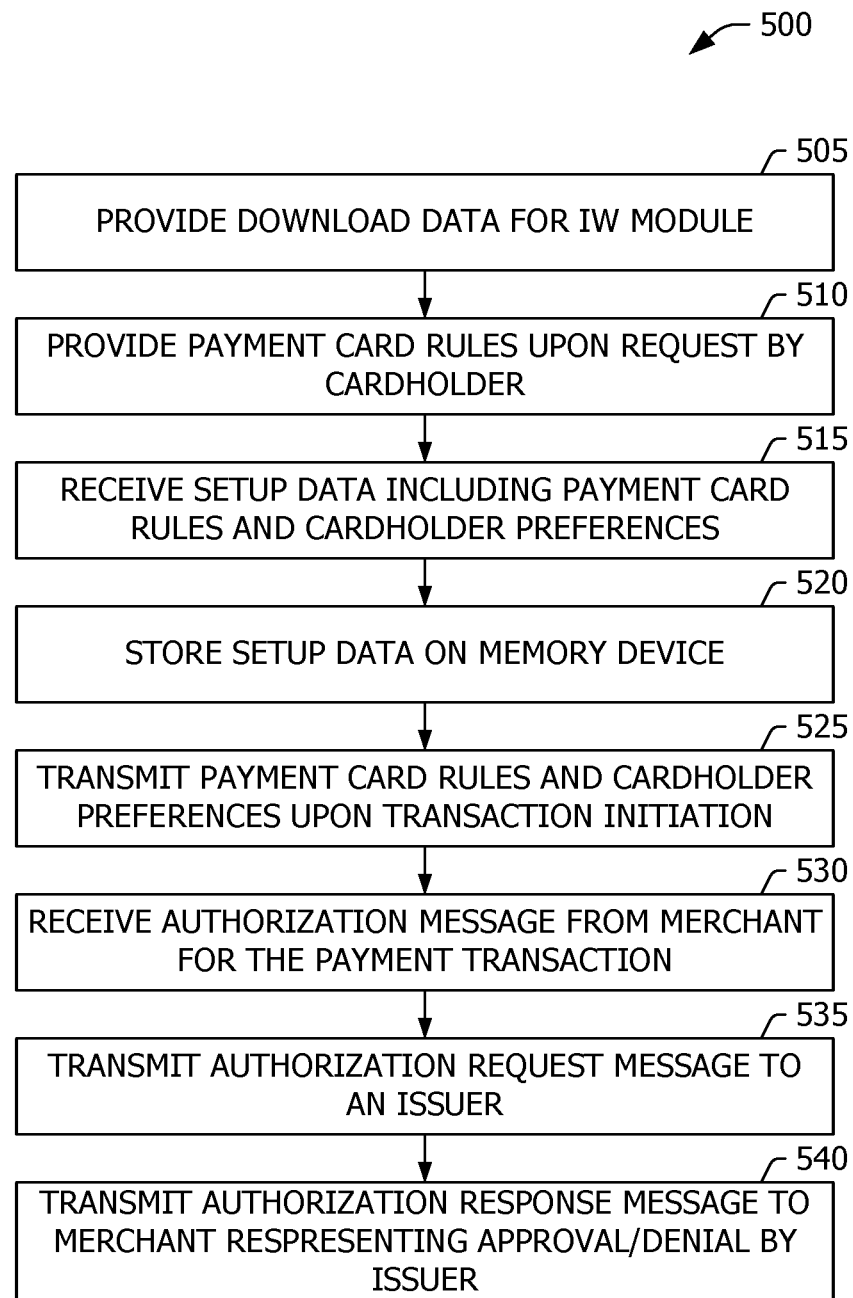 500
505
PROVIDE DOWNLOAD DATA FOR IW MODULE
510
PROVIDE PAYMENT CARD RULES UPON REQUEST BY
CARDHOLDER
515
RECEIVE SETUP DATA INCLUDING PAYMENT CARD
RULES AND CARDHOLDER PREFERENCES
520
STORE SETUP DATA ON MEMORY DEVICE
525
TRANSMIT PAYMENT CARD RULES AND CARDHOLDER
PREFERENCES UPON TRANSACTION INITIATION
530
RECEIVE AUTHORIZATION MESSAGE FROM MERCHANT
FOR THE PAYMENT TRANSACTION
535
TRANSMIT AUTHORIZATION REQUEST MESSAGE TO
AN ISSUER
540
TRANSMIT AUTHORIZATION RESPONSE MESSAGE TO
MERCHANT RESPRESENTING APPROVAL/DENIAL BY
ISSUER